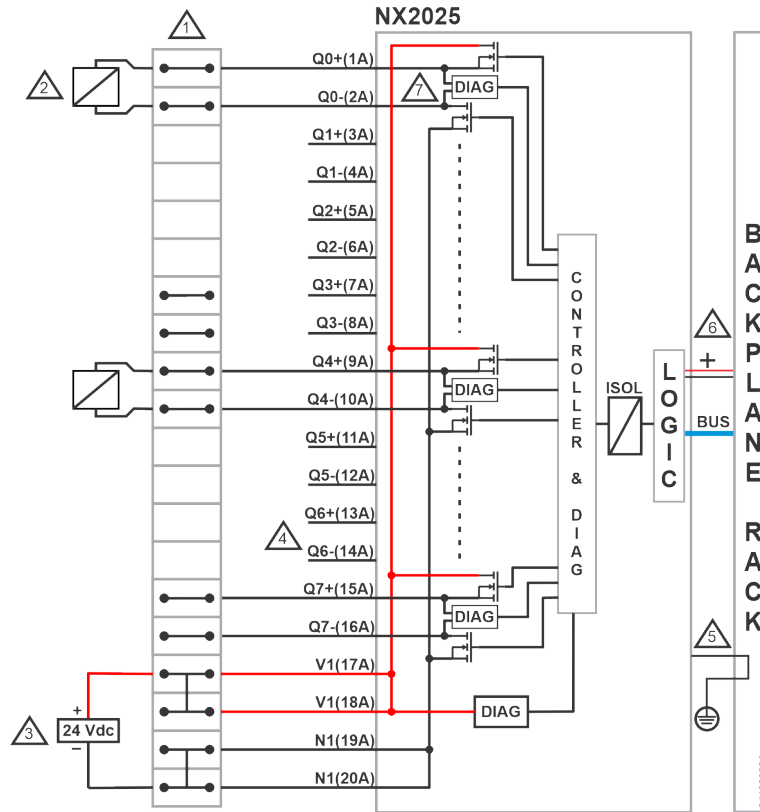 NX2025
1
2
Q0+(1A)
Q0-(2A)
7
DIAG
Q1+(3A)
Q1-(4A)
Q2+(5A)
Q2-(6A)
Q3+(7A)
Q3-(8A)
Q4+(9A)
Q4-(10A)
DIAG
Q5+(11A)
Q5-(12A)
Q6+(13A)
4
Q6-(14A)
Q7+(15A)
Q7-(16A)
DIAG
V1(17A)
V1(18A)
DIAG
N1(19A)
N1(20A)
+
24 Vdc
−
3
CONTROLLER & DIAG
ISOL
LOGIC
6
+
BUS
5
BACKPLANE RACK